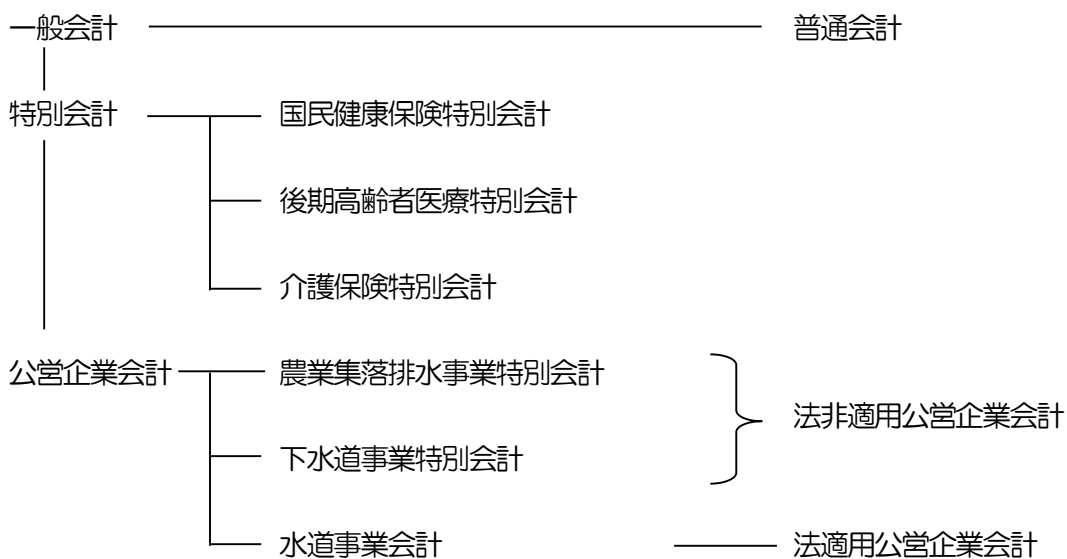 一般会計 普通会計
特別会計 国民健康保険特別会計
後期高齢者医療特別会計
介護保険特別会計
公営企業会計 農業集落排水事業特別会計
法非適用公営企業会計
下水道事業特別会計
水道事業会計 法適用公営企業会計